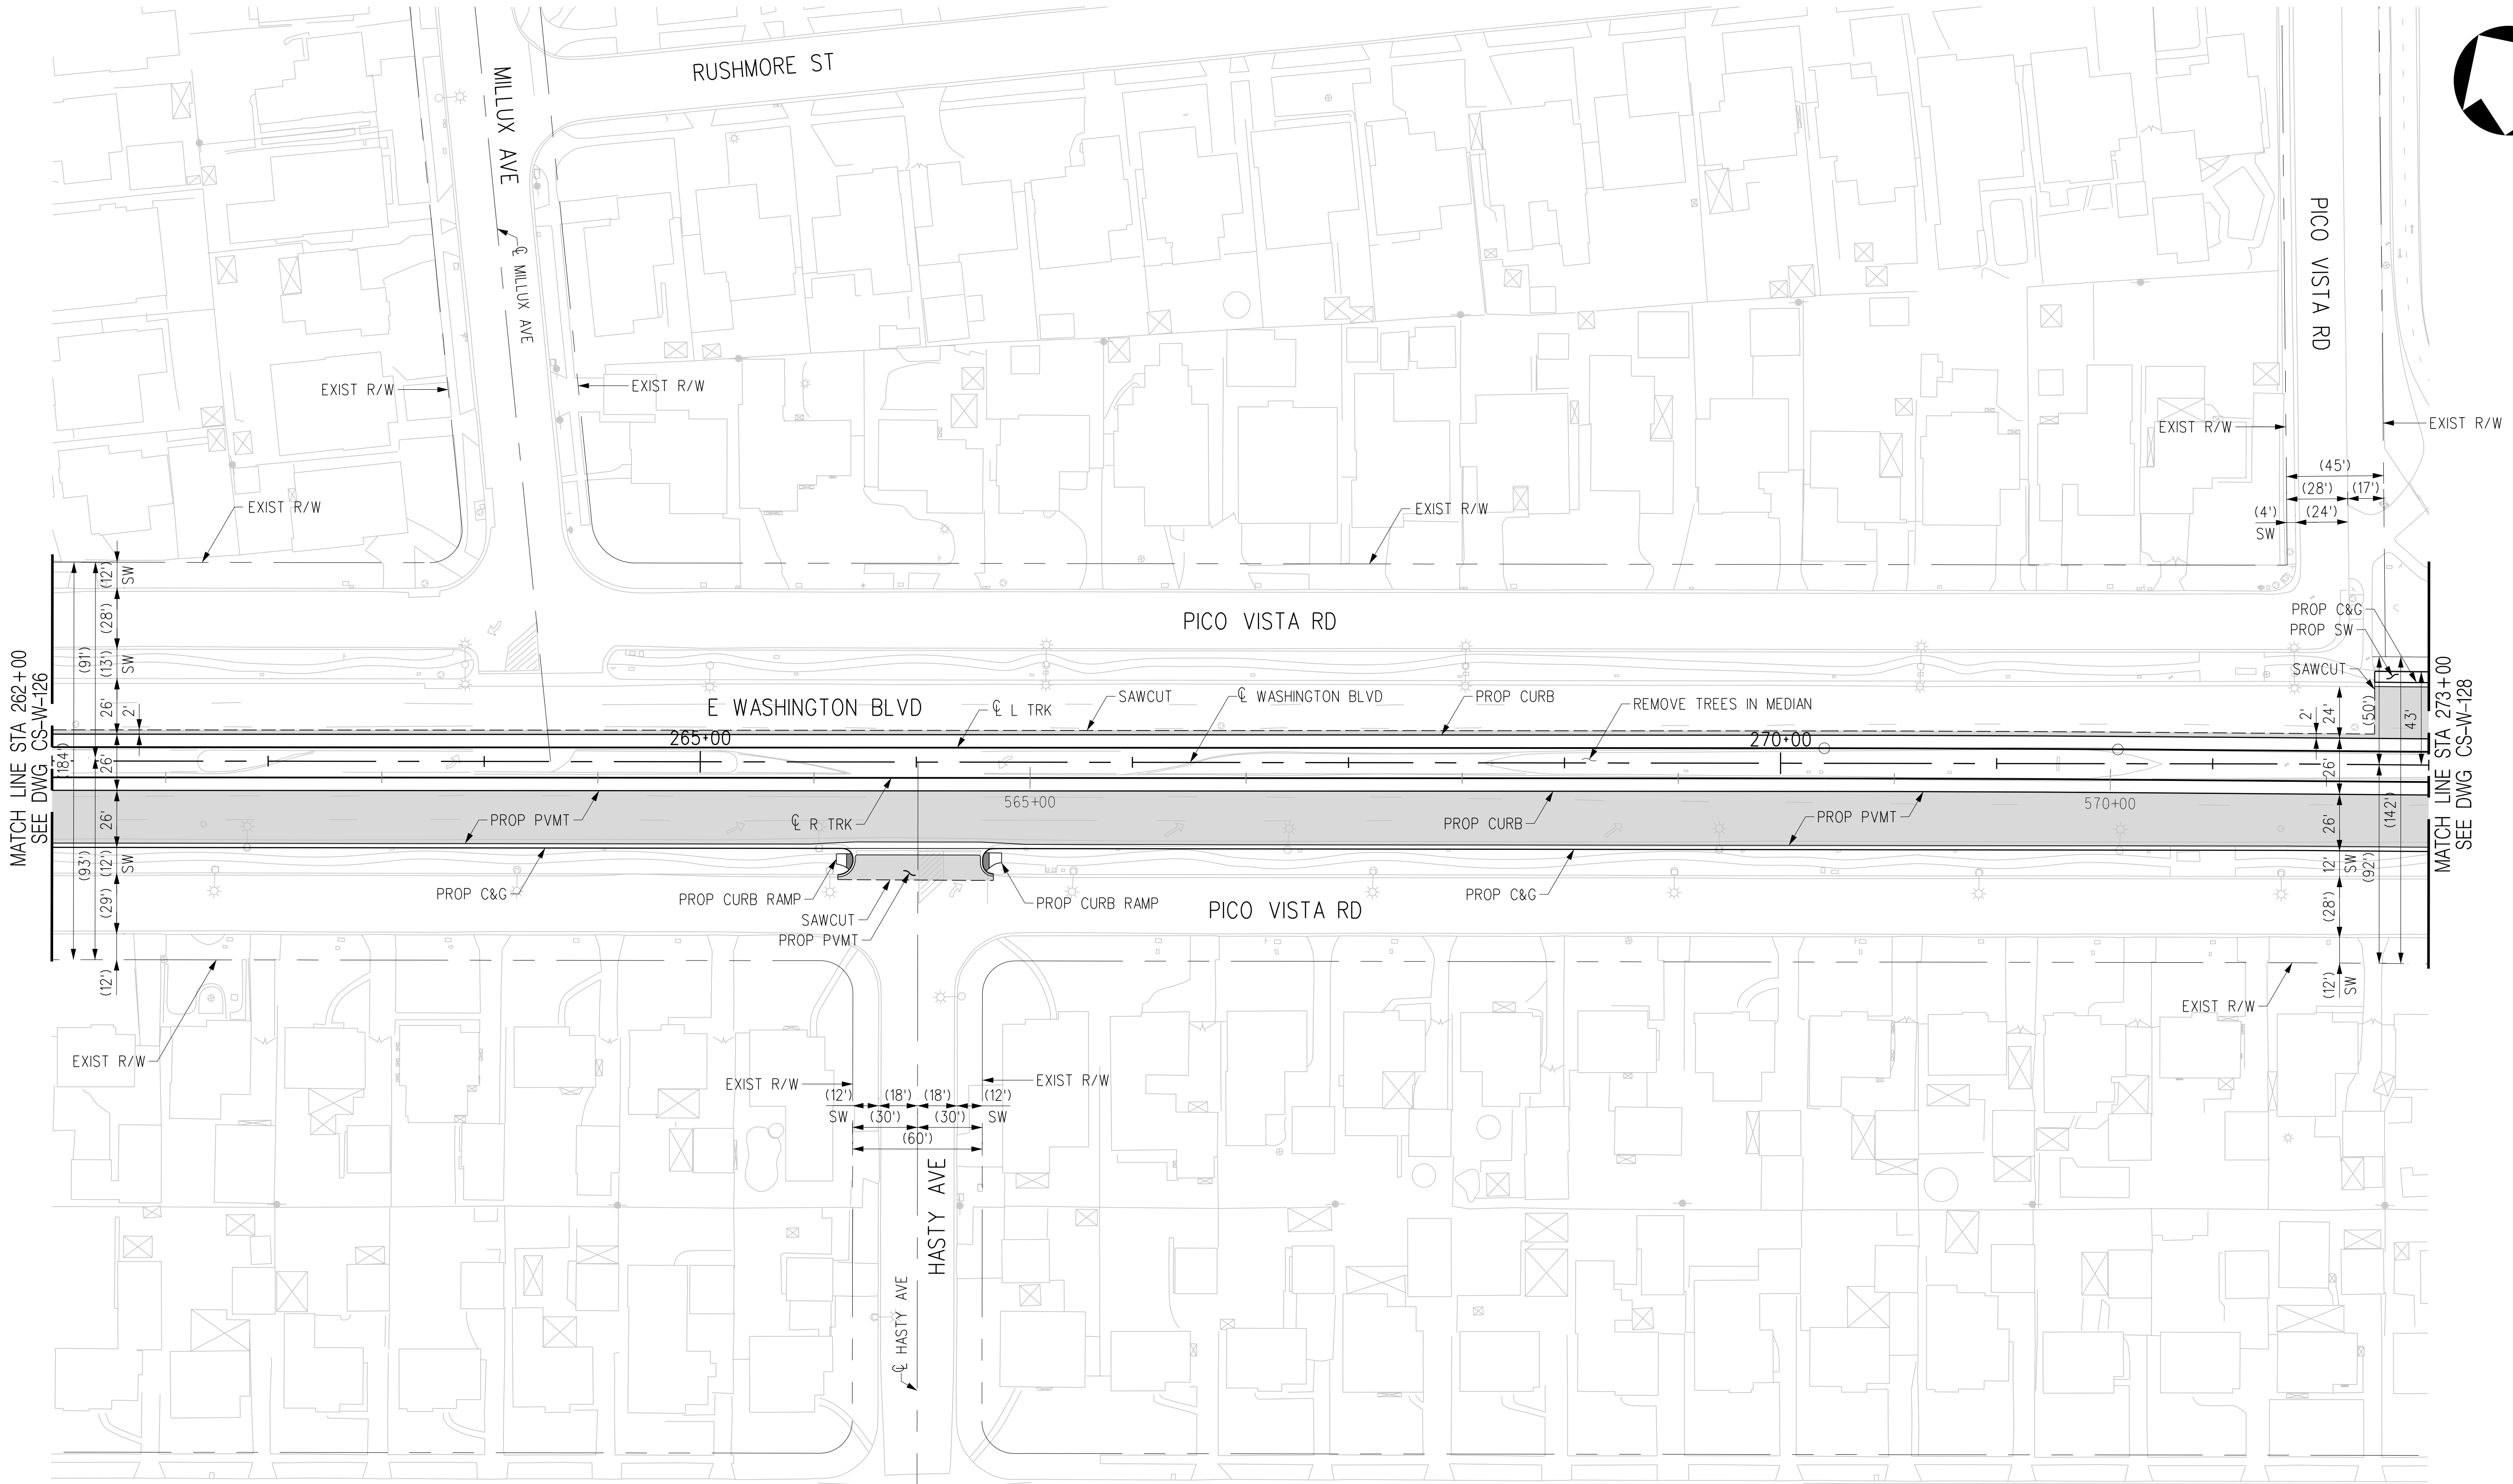 RUSHMORE ST
MILLUX AVE
℄ MILLUX AVE
PICO VISTA RD
EXIST R/W
EXIST R/W
EXIST R/W
EXIST R/W
EXIST R/W
EXIST R/W
(45')
(28')
(17')
(4')
SW
(24')
MATCH LINE STA 262+00
SEE DWG CS-W-126
(184')
(91')
(93')
(12')
SW
(28')
(13')
SW
26'
2'
26'
26'
(12')
SW
(29')
(12')
PICO VISTA RD
PROP C&G
PROP SW
SAWCUT
E WASHINGTON BLVD
℄ L TRK
SAWCUT
℄ WASHINGTON BLVD
PROP CURB
REMOVE TREES IN MEDIAN
265+00
270+00
565+00
570+00
PROP PVMT
℄ R TRK
PROP CURB
PROP PVMT
2'
24'
(50')
43'
26'
(142')
26'
12'
SW
(92')
(28')
(12')
SW
MATCH LINE STA 273+00
SEE DWG CS-W-128
PROP C&G
PROP CURB RAMP
SAWCUT
PROP PVMT
PROP CURB RAMP
PICO VISTA RD
PROP C&G
EXIST R/W
EXIST R/W
EXIST R/W
EXIST R/W
(12')
SW
(18')
(18')
(12')
SW
(30')
(30')
(60')
HASTY AVE
℄ HASTY AVE